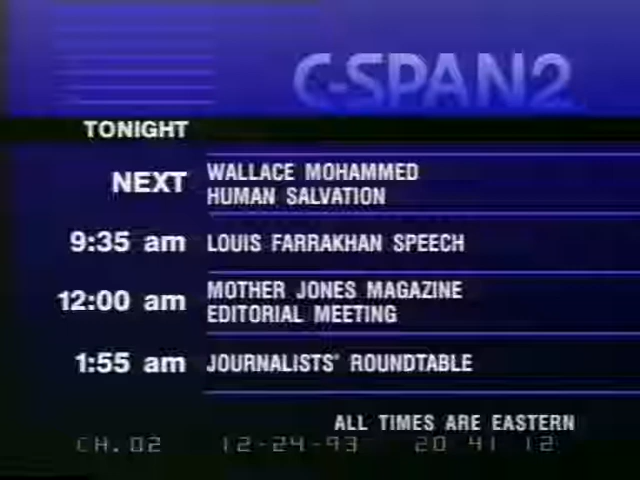 C-SPAN2
TONIGHT
NEXT WALLACE MOHAMMED
HUMAN SALVATION
9:35 am LOUIS FARRAKHAN SPEECH
12:00 am MOTHER JONES MAGAZINE
EDITORIAL MEETING
1:55 am JOURNALISTS' ROUNDTABLE
ALL TIMES ARE EASTERN
CH.02 12-24-93 20 41 12